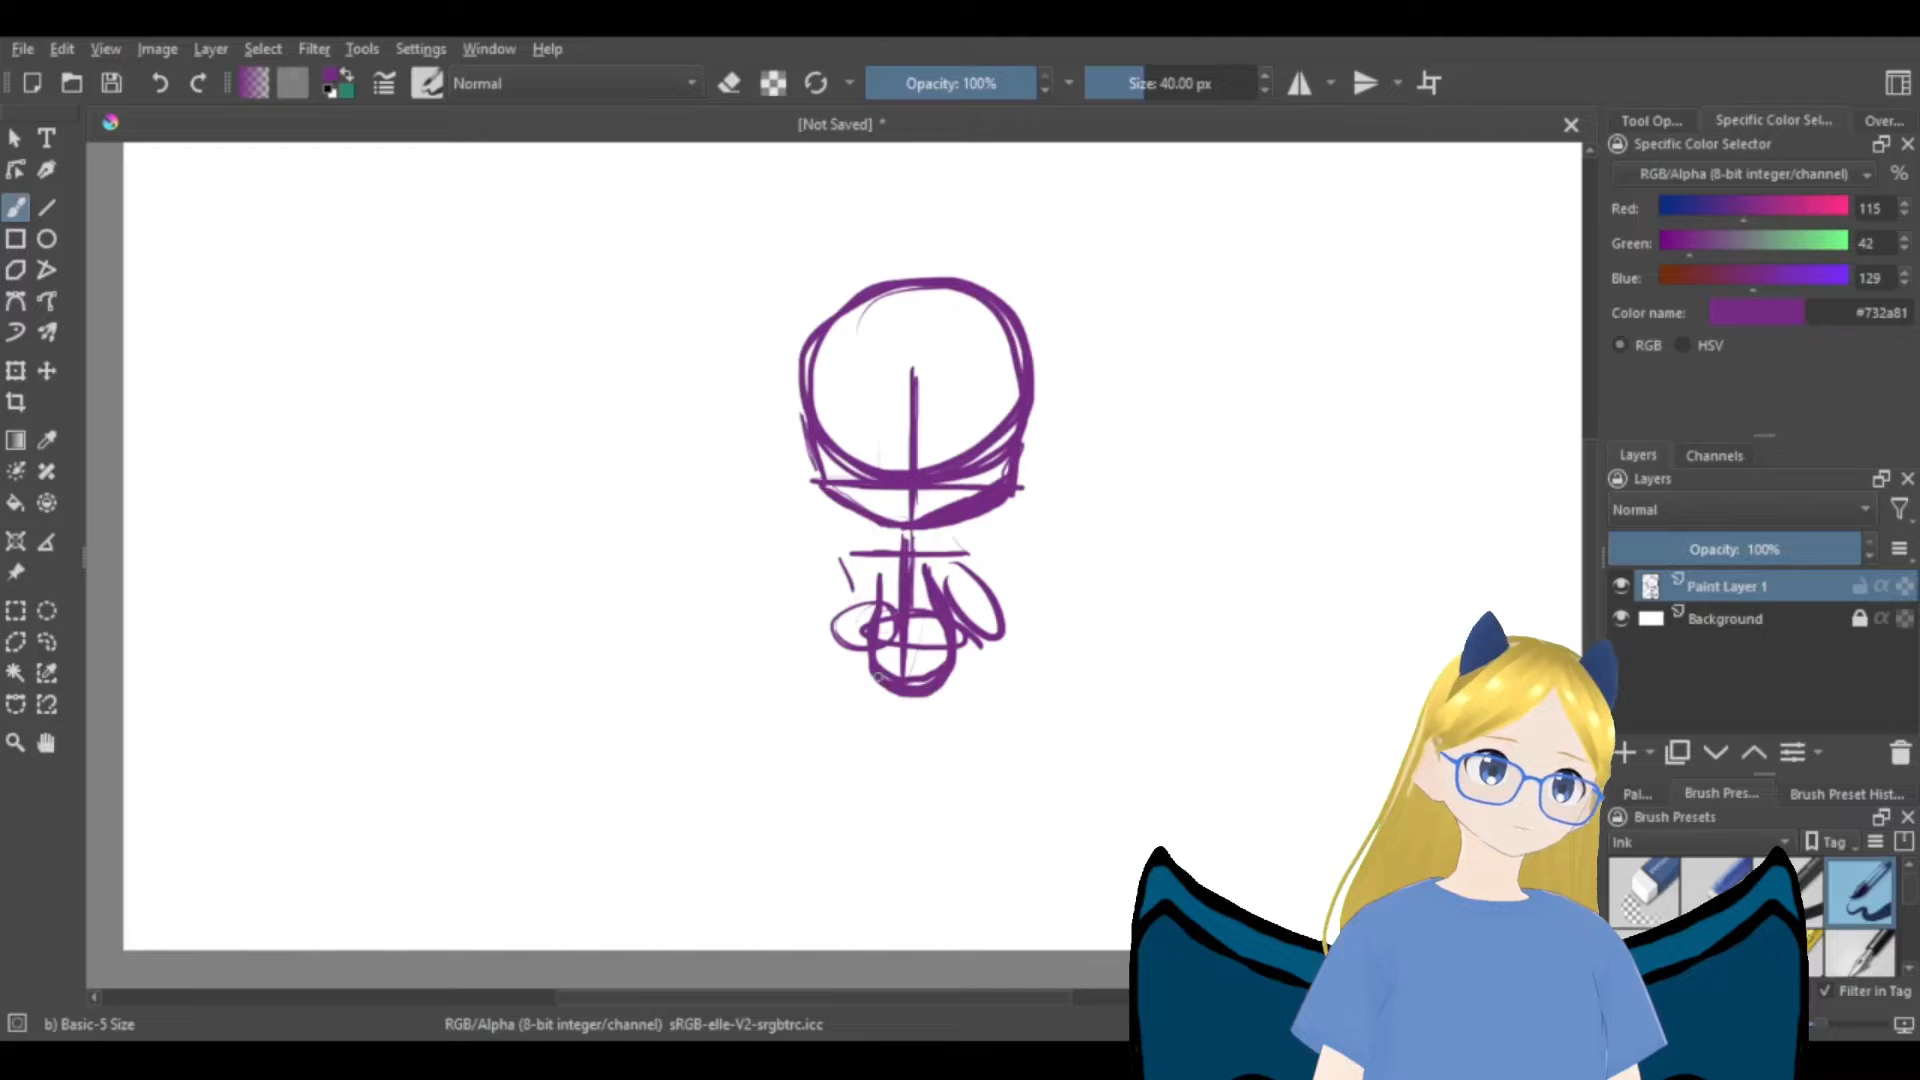 File Edit View Image Layer Select Filter Tools Settings Window Help
Normal Opacity: 100% Size: 40.00 px
[Not Saved] *
Tool Op... Specific Color Sel... Over...
Specific Color Selector
RGB/Alpha (8-bit integer/channel) %
Red: 115
Green: 42
Blue: 129
Color name: #732a81
RGB HSV
Layers Channels
Layers
Normal
Opacity: 100%
Paint Layer 1
Background
Pal... Brush Pres... Brush Preset Hist...
Brush Presets
Ink Tag
Filter in Tag
b) Basic-5 Size RGB/Alpha (8-bit integer/channel) sRGB-elle-V2-srgbtrc.icc